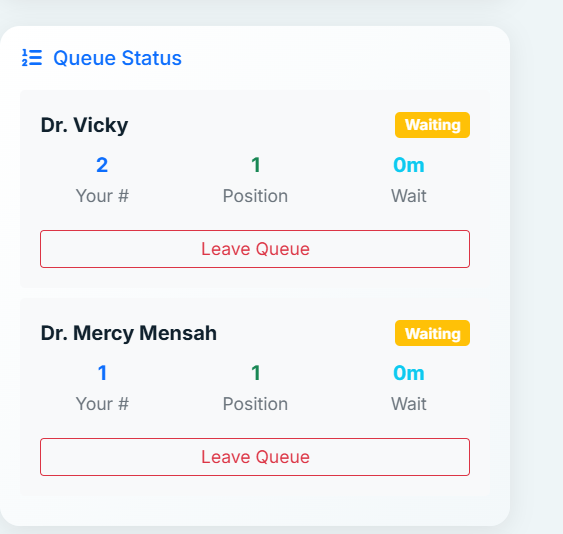 Queue Status
Dr. Vicky Waiting
2 1 0m
Your # Position Wait
Leave Queue
Dr. Mercy Mensah Waiting
1 1 0m
Your # Position Wait
Leave Queue